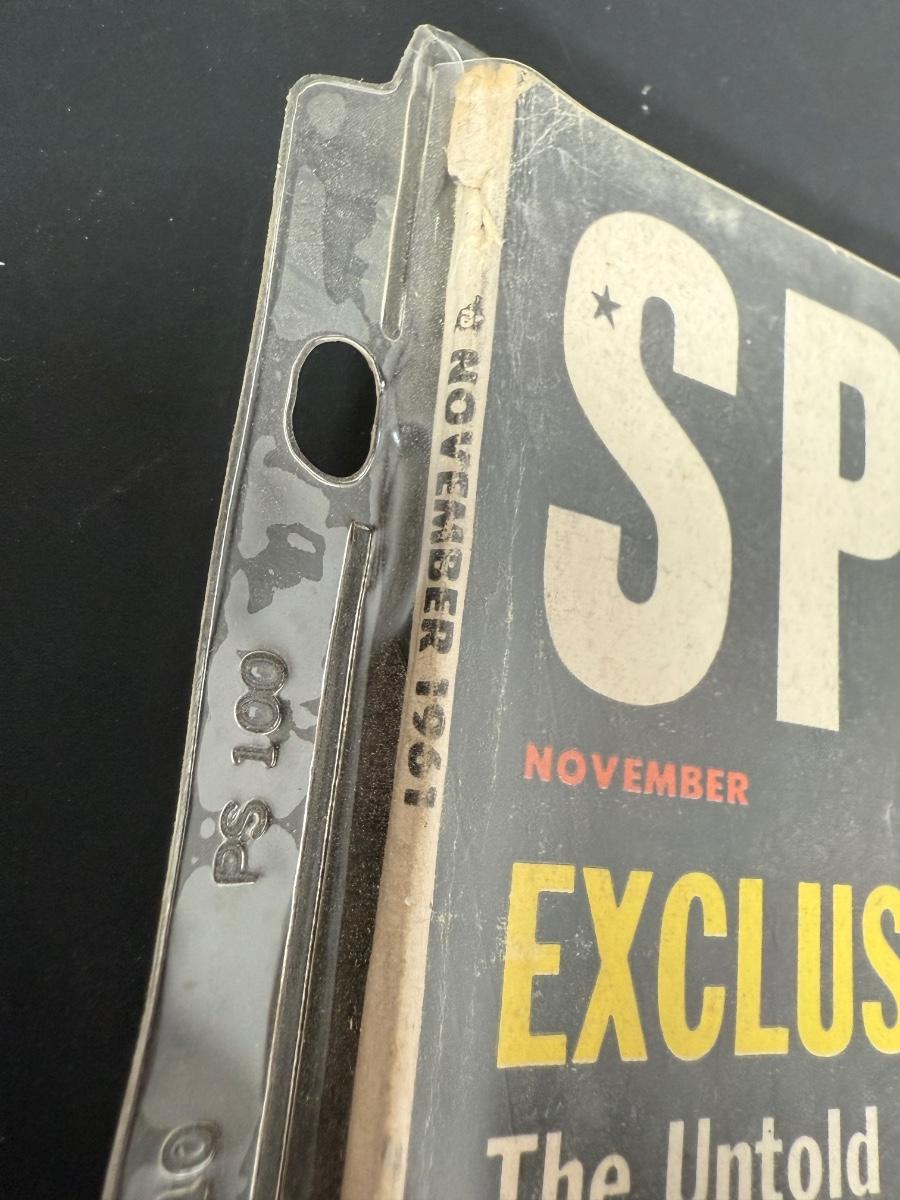 SP
NOVEMBER
EXCLUS
The Untold
NOVEMBER 1961
PS 100